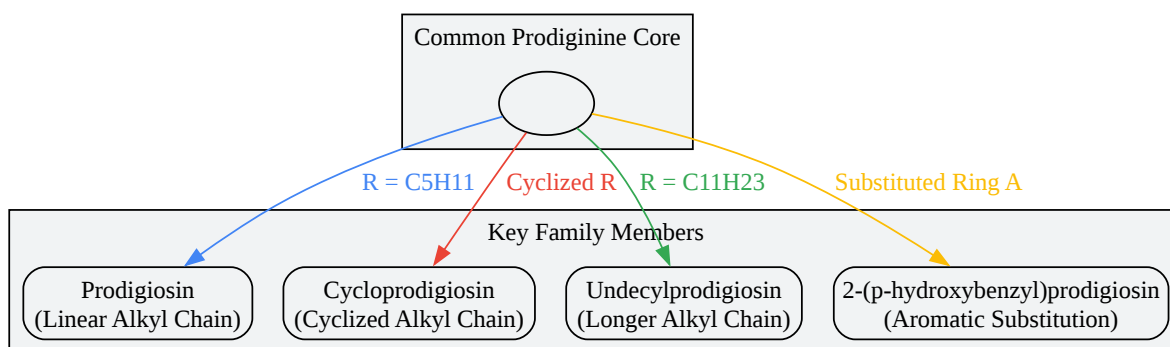 Common Prodiginine Core
R = C5H11
Cyclized R
R = C11H23
Substituted Ring A
Key Family Members
Prodigiosin
(Linear Alkyl Chain)
Cycloprodigiosin
(Cyclized Alkyl Chain)
Undecylprodigiosin
(Longer Alkyl Chain)
2-(p-hydroxybenzyl)prodigiosin
(Aromatic Substitution)